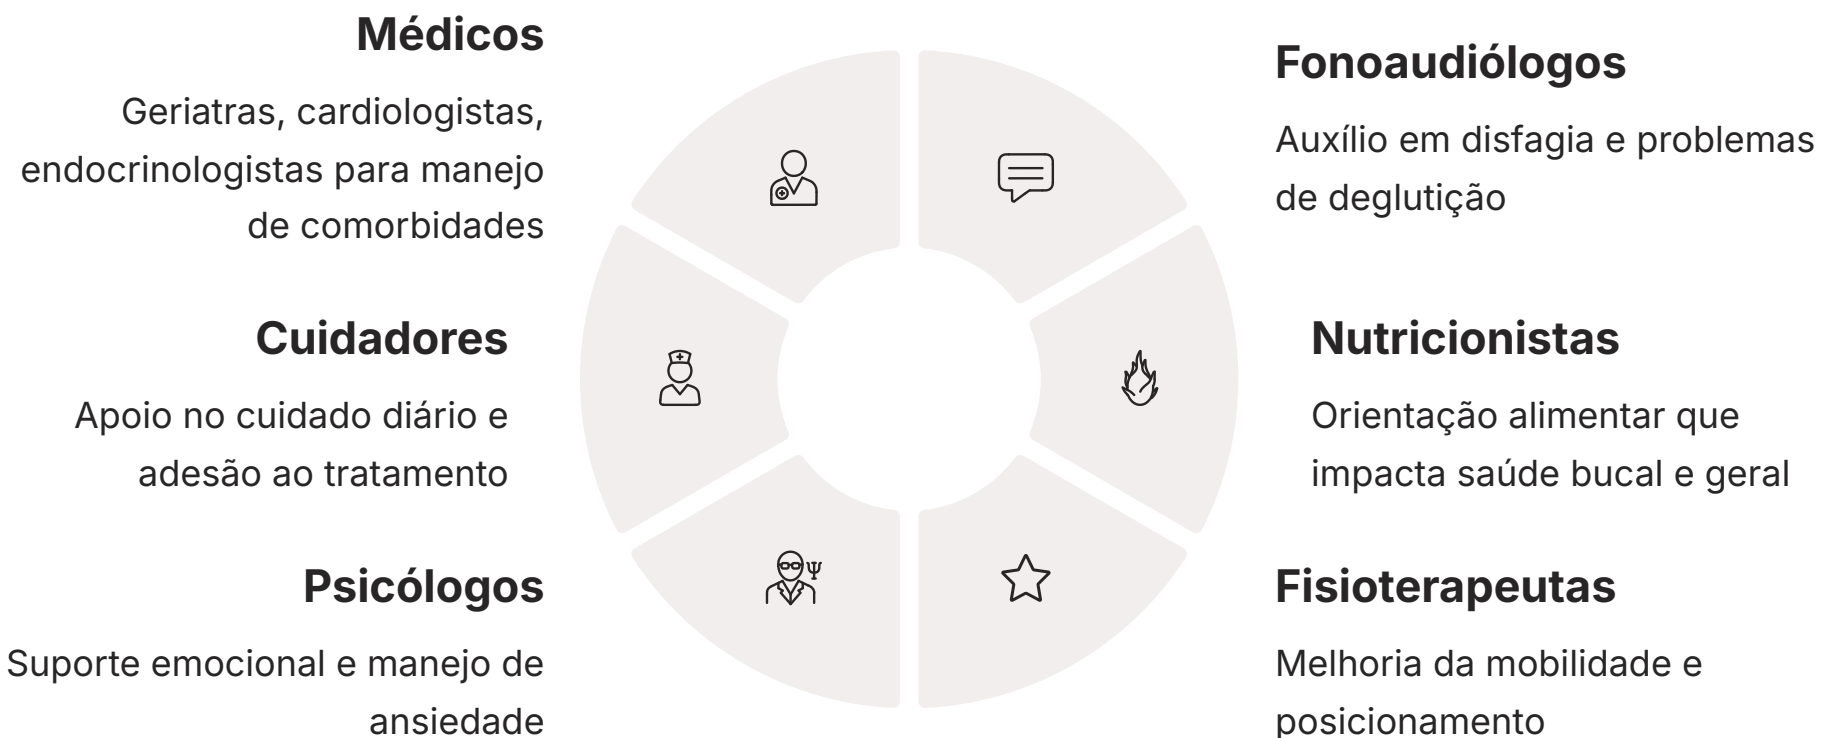 Médicos
Geriatras, cardiologistas,
endocrinologistas para manejo
de comorbidades
Fonoaudiólogos
Auxílio em disfagia e problemas
de deglutição
Cuidadores
Apoio no cuidado diário e
adesão ao tratamento
Nutricionistas
Orientação alimentar que
impacta saúde bucal e geral
Psicólogos
Suporte emocional e manejo de
ansiedade
Fisioterapeutas
Melhoria da mobilidade e
posicionamento